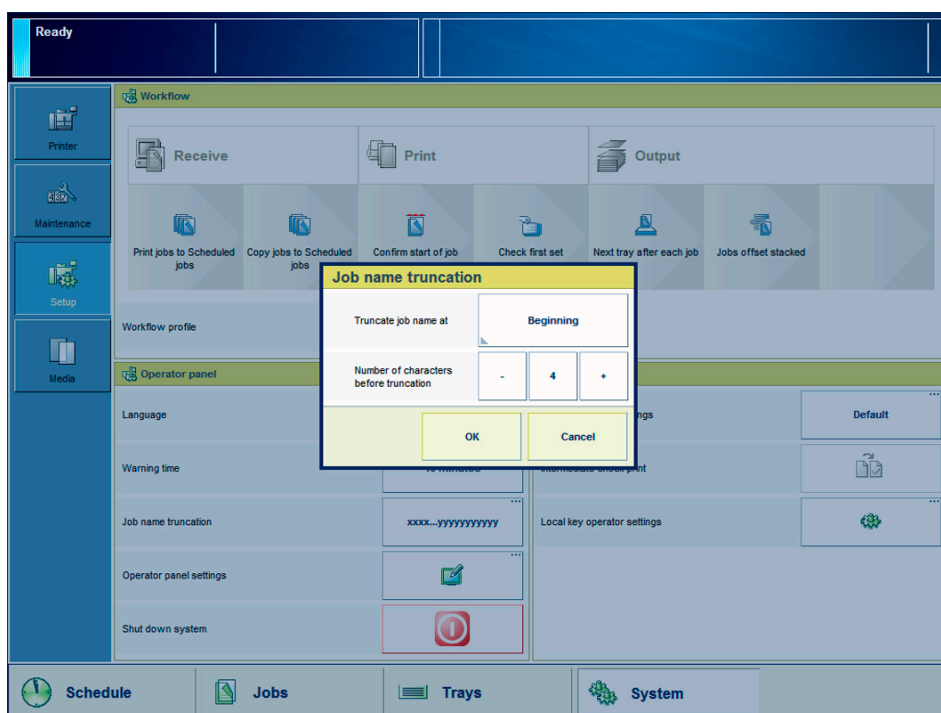 Ready
Workflow
Printer
Receive
Print
Output
Maintenance
Print jobs to Scheduled
jobs
Copy jobs to Scheduled
jobs
Confirm start of job
Check first set
Next tray after each job
Jobs offset stacked
Setup
Job name truncation
Truncate job name at
Beginning
Workflow profile
Media
Operator panel
Number of characters
before truncation
-
4
+
Language
Default
OK
Cancel
Warning time
Job name truncation
xxxx...yyyyyyyyyyy
Local key operator settings
Operator panel settings
Shut down system
Schedule
Jobs
Trays
System